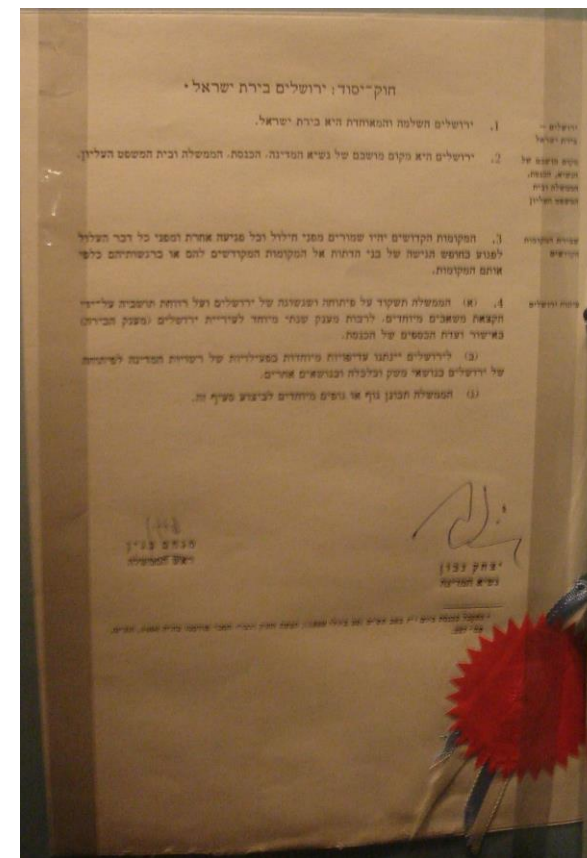 חוק־יסוד: ירושלים בירת ישראל *
ירושלים –
בירת ישראל
1. ירושלים השלמה והמאוחדת היא בירת ישראל.
מקום מושבם של
הנשיא, הכנסת,
הממשלה ובית
המשפט העליון
2. ירושלים היא מקום מושבם של נשיא המדינה, הכנסת, הממשלה ובית המשפט העליון.
שמירת המקומות
הקדושים
3. המקומות הקדושים יהיו שמורים מפני חילול וכל פגיעה אחרת ומפני כל דבר העלול
לפגוע בחופש הגישה של בני הדתות אל המקומות המקודשים להם או ברגשותיהם כלפי
אותם המקומות.
פיתוח ירושלים
4. (א) הממשלה תשקוד על פיתוחה ושגשוגה של ירושלים ועל רווחת תושביה על־ידי
הקצאת משאבים מיוחדים, לרבות מענק שנתי מיוחד לעיריית ירושלים (מענק הבירה)
באישור ועדת הכספים של הכנסת.
(ב) לירושלים יינתנו עדיפויות מיוחדות בפעילויות של רשויות המדינה לפיתוחה
של ירושלים בנושאי משק וכלכלה ובנושאים אחרים.
(ג) הממשלה תכונן גוף או גופים מיוחדים לביצוע סעיף זה.
מנחם בגין
ראש הממשלה
יצחק נבון
נשיא המדינה